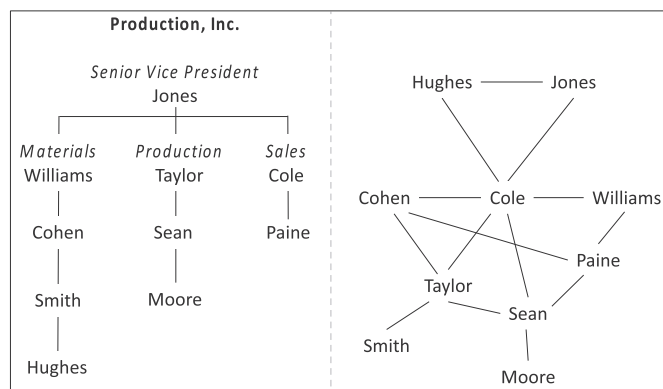 Production, Inc.
Senior Vice President
Jones
Materials Production Sales
Williams Taylor Cole
Cohen Sean Paine
Smith Moore
Hughes
Hughes Jones
Cohen Cole Williams
Paine
Taylor
Sean
Smith
Moore